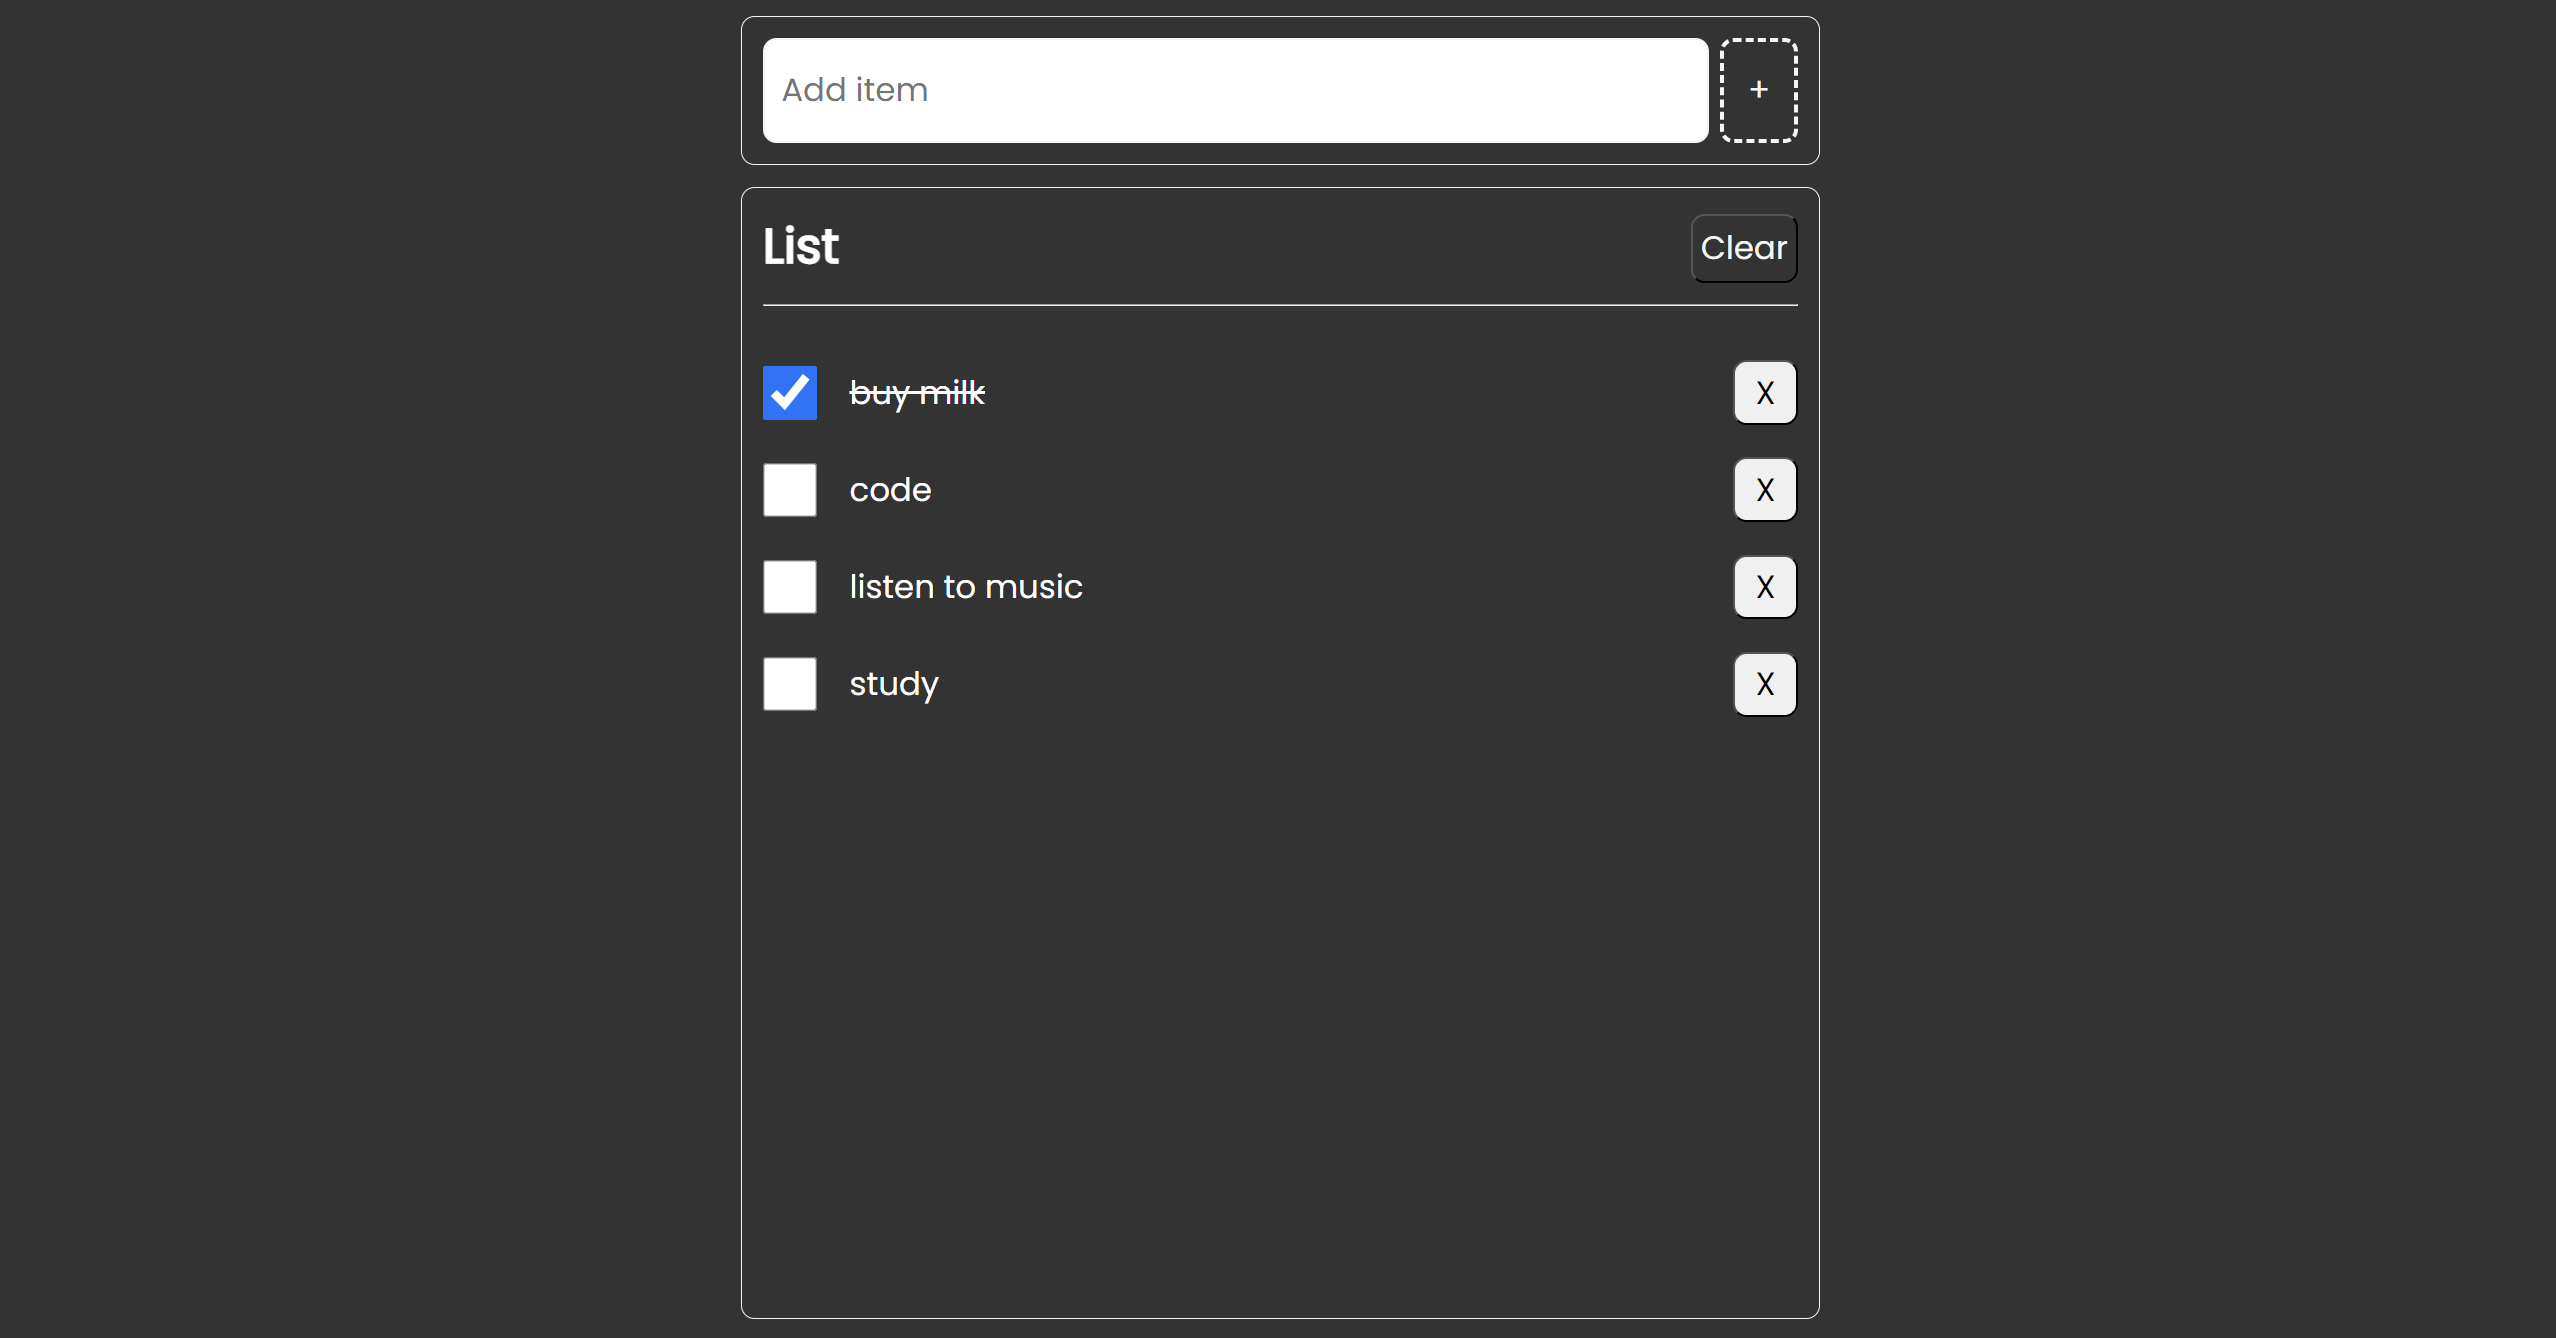 Add item +
List Clear
buy milk X
code X
listen to music X
study X